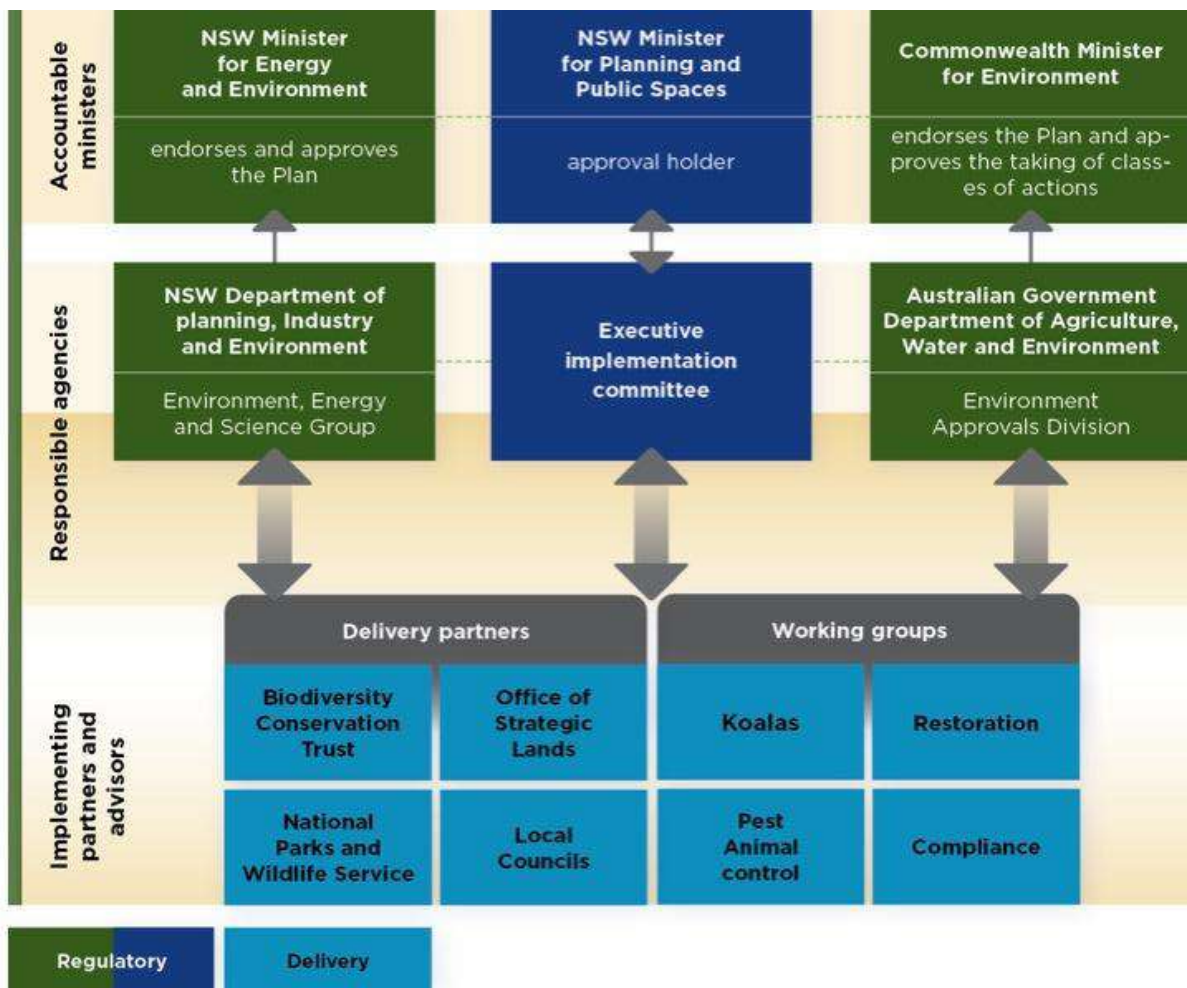 Accountable
ministers
NSW Minister
for Energy
and Environment
endorses and approves
the Plan
NSW Minister
for Planning and
Public Spaces
approval holder
Commonwealth Minister
for Environment
endorses the Plan and ap-
proves the taking of class-
es of actions
Responsible agencies
NSW Department of
planning, Industry
and Environment
Environment, Energy
and Science Group
Executive
implementation
committee
Australian Government
Department of Agriculture,
Water and Environment
Environment
Approvals Division
Implementing
partners and
advisors
Delivery partners
Biodiversity
Conservation
Trust
Office of
Strategic
Lands
National
Parks and
Wildlife Service
Local
Councils
Working groups
Koalas
Restoration
Pest
Animal
control
Compliance
Regulatory
Delivery